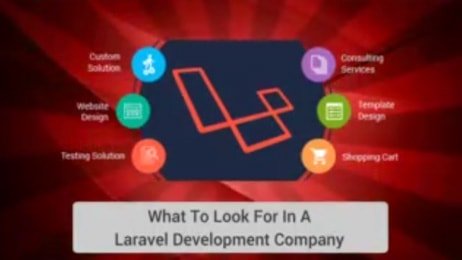 Custom
Solution
Consulting
Services
Website
Design
Template
Design
Testing Solution
Shopping Cart
What To Look For In A
Laravel Development Company